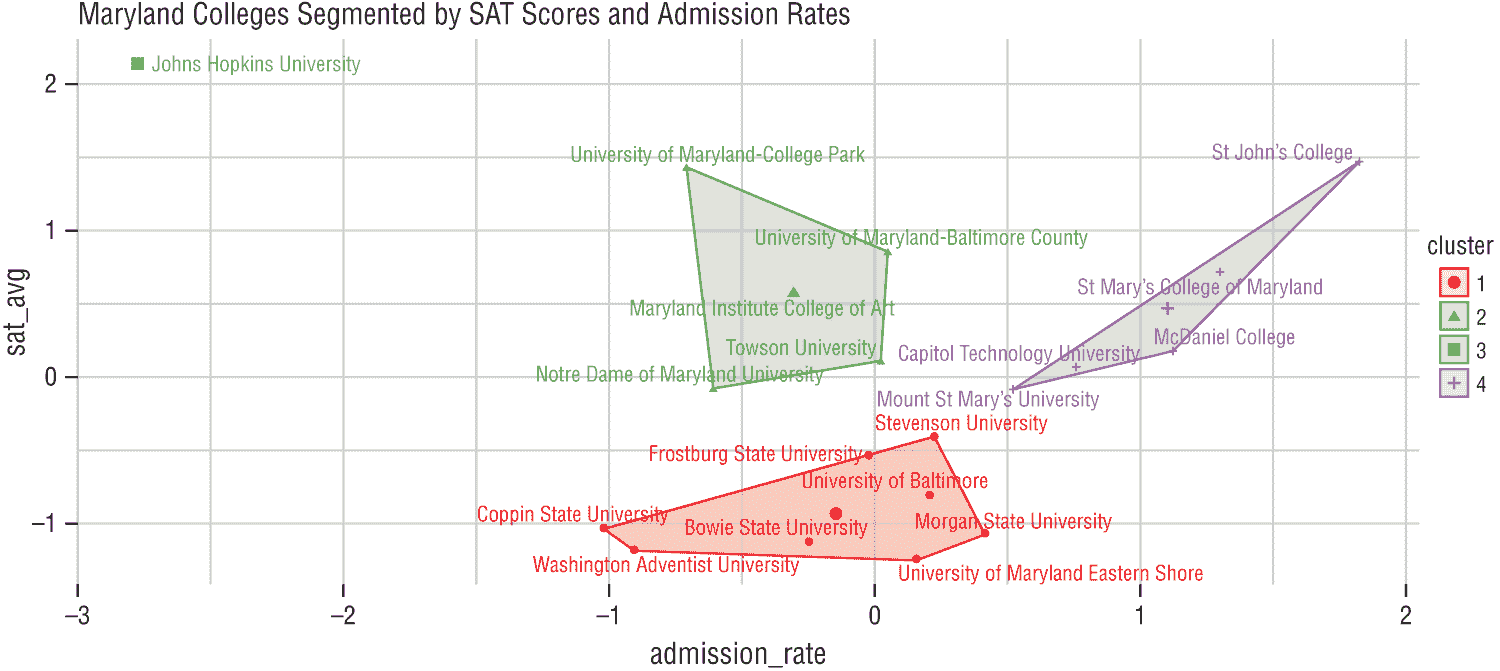 Maryland Colleges Segmented by SAT Scores and Admission Rates
Johns Hopkins University
2
University of Maryland-College Park
St John’s College
1
University of Maryland-Baltimore County
cluster
1
St Mary’s College of Maryland
Maryland Institute College of Art
2
sat_avg
McDaniel College
Towson University
Capitol Technology University
3
0
Notre Dame of Maryland University
4
Mount St Mary’s University
Stevenson University
Frostburg State University
University of Baltimore
Coppin State University
Morgan State University
–1
Bowie State University
Washington Adventist University
University of Maryland Eastern Shore
–3 –2 –1 0 1 2
admission_rate